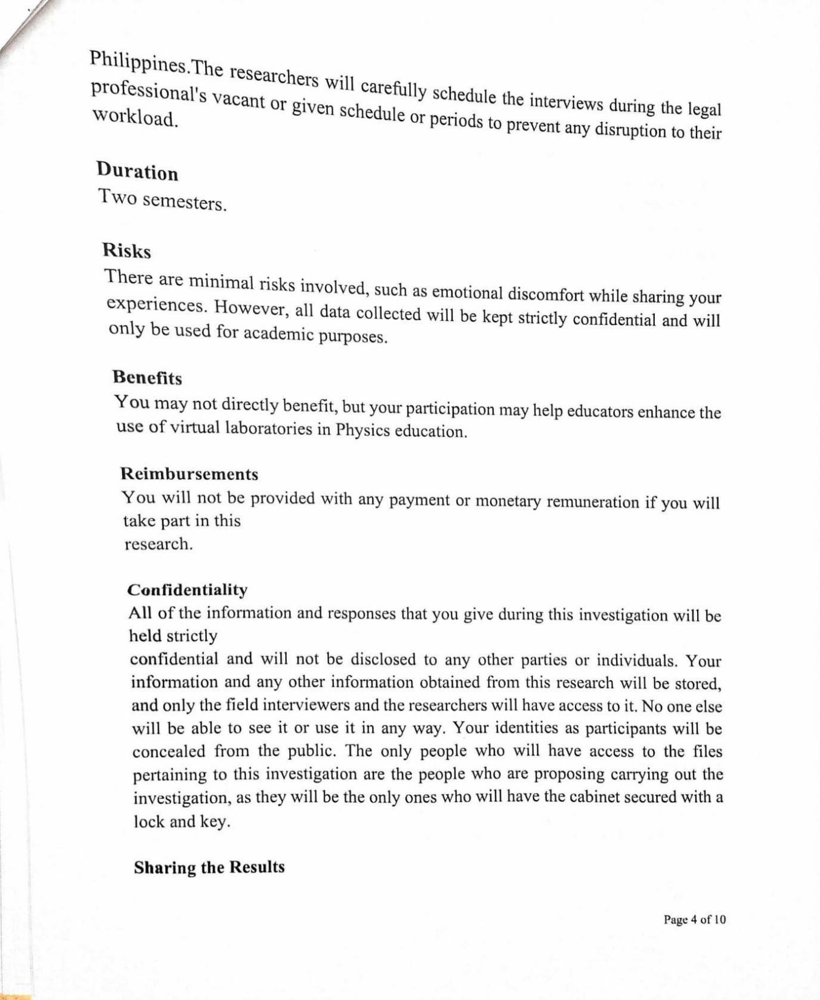 Philippines.The researchers will carefully schedule the interviews during the legal
professional's vacant or given schedule or periods to prevent any disruption to their
workload.
Duration
Two semesters.
Risks
There are minimal risks involved, such as emotional discomfort while sharing your
experiences. However, all data collected will be kept strictly confidential and will
only be used for academic purposes.
Benefits
You may not directly benefit, but your participation may help educators enhance the
use of virtual laboratories in Physics education.
Reimbursements
You will not be provided with any payment or monetary remuneration if you will
take part in this
research.
Confidentiality
All of the information and responses that you give during this investigation will be
held strictly
confidential and will not be disclosed to any other parties or individuals. Your
information and any other information obtained from this research will be stored,
and only the field interviewers and the researchers will have access to it. No one else
will be able to see it or use it in any way. Your identities as participants will be
concealed from the public. The only people who will have access to the files
pertaining to this investigation are the people who are proposing carrying out the
investigation, as they will be the only ones who will have the cabinet secured with a
lock and key.
Sharing the Results
Page 4 of 10